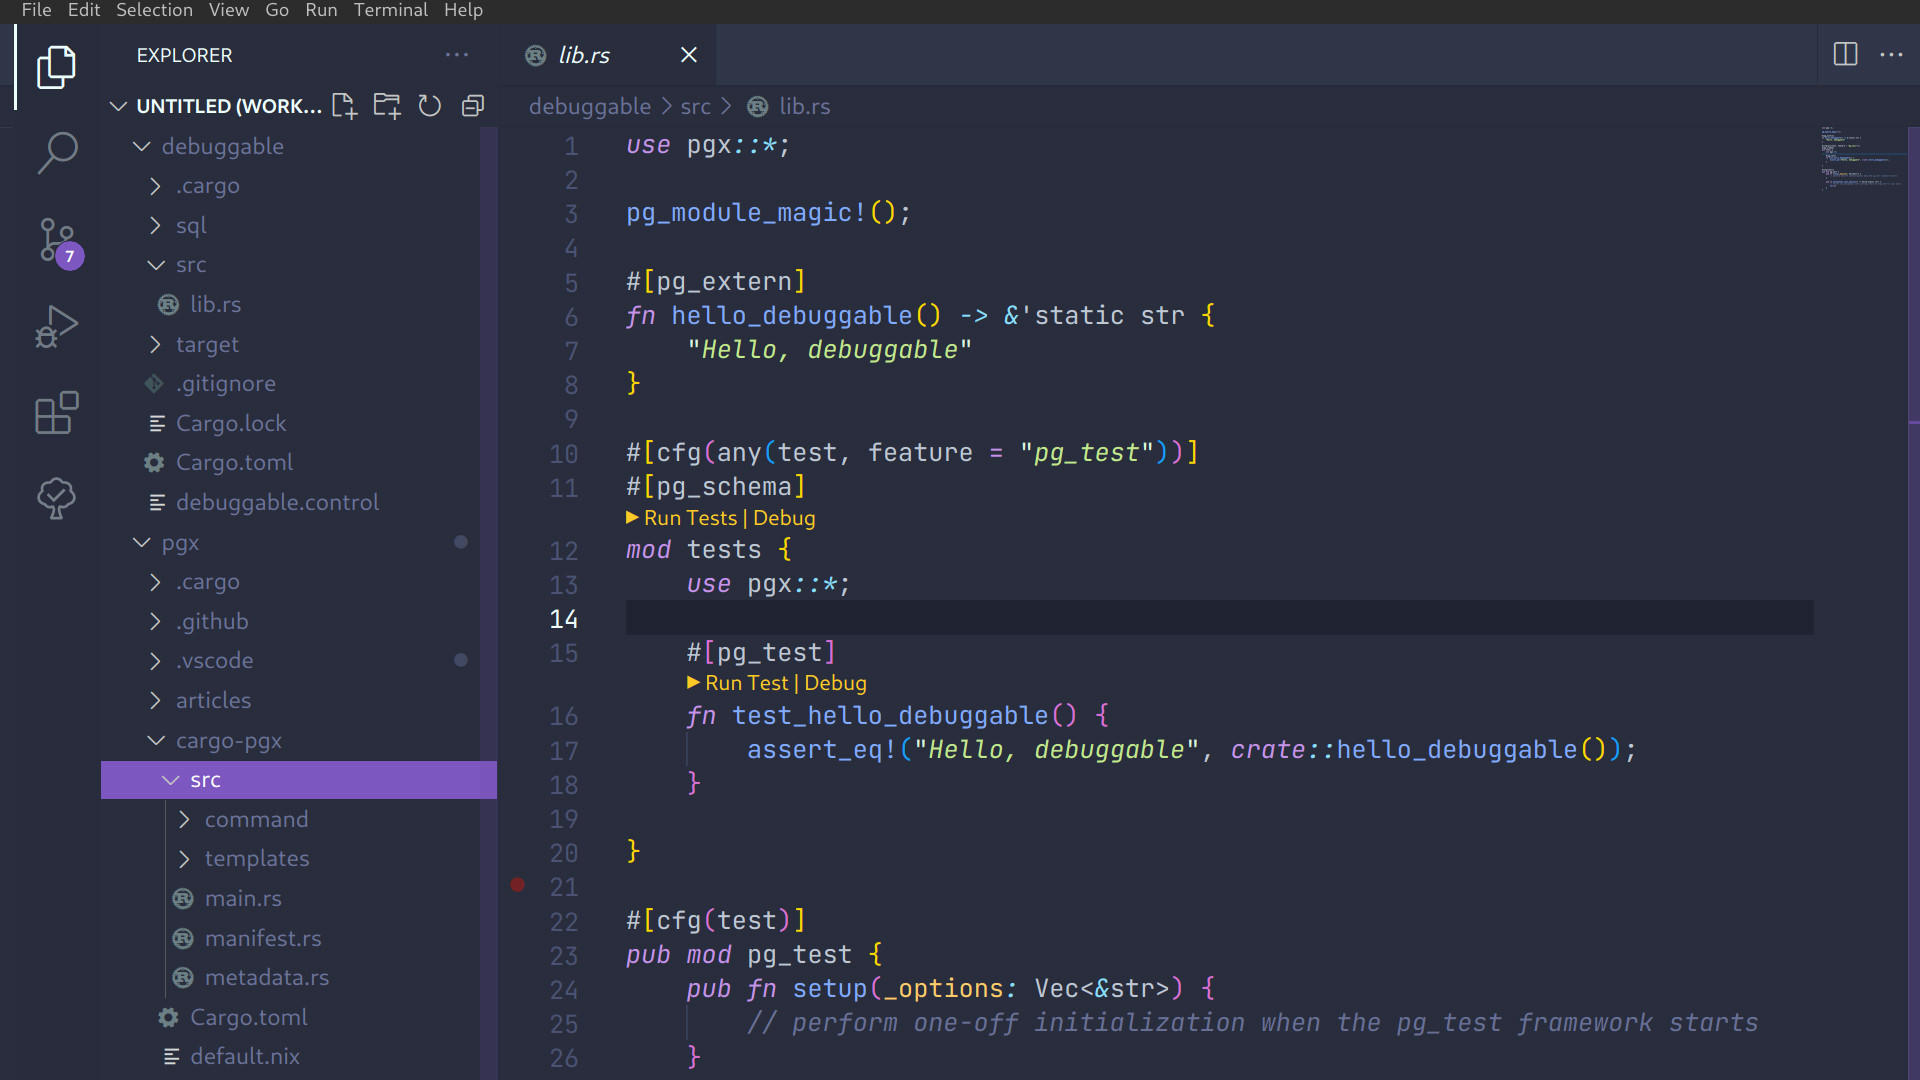 File Edit Selection View Go Run Terminal Help
EXPLORER
UNTITLED (WORK...
debuggable
.cargo
sql
src
lib.rs
target
.gitignore
Cargo.lock
Cargo.toml
debuggable.control
pgx
.cargo
.github
.vscode
articles
cargo-pgx
src
command
templates
main.rs
manifest.rs
metadata.rs
Cargo.toml
default.nix
7
lib.rs
debuggable src lib.rs
1 use pgx::*;
2
3 pg_module_magic!();
4
5 #[pg_extern]
6 fn hello_debuggable() -> &'static str {
7 "Hello, debuggable"
8 }
9
10 #[cfg(any(test, feature = "pg_test"))]
11 #[pg_schema]
Run Tests | Debug
12 mod tests {
13 use pgx::*;
14
15 #[pg_test]
Run Test | Debug
16 fn test_hello_debuggable() {
17 assert_eq!("Hello, debuggable", crate::hello_debuggable());
18 }
19
20 }
21
22 #[cfg(test)]
23 pub mod pg_test {
24 pub fn setup(_options: Vec<&str>) {
25 // perform one-off initialization when the pg_test framework starts
26 }